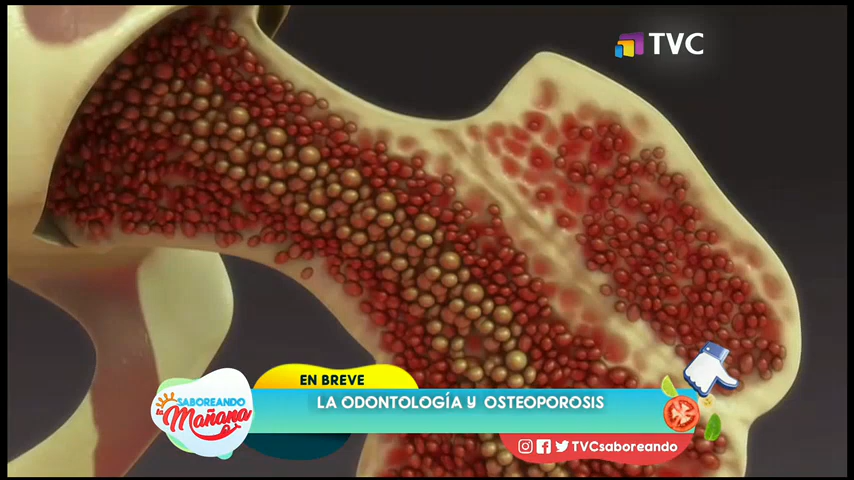 TVC
EN BREVE
SABOREANDO
Mañana
LA ODONTOLOGÍA y OSTEOPOROSIS
TVCsaboreando